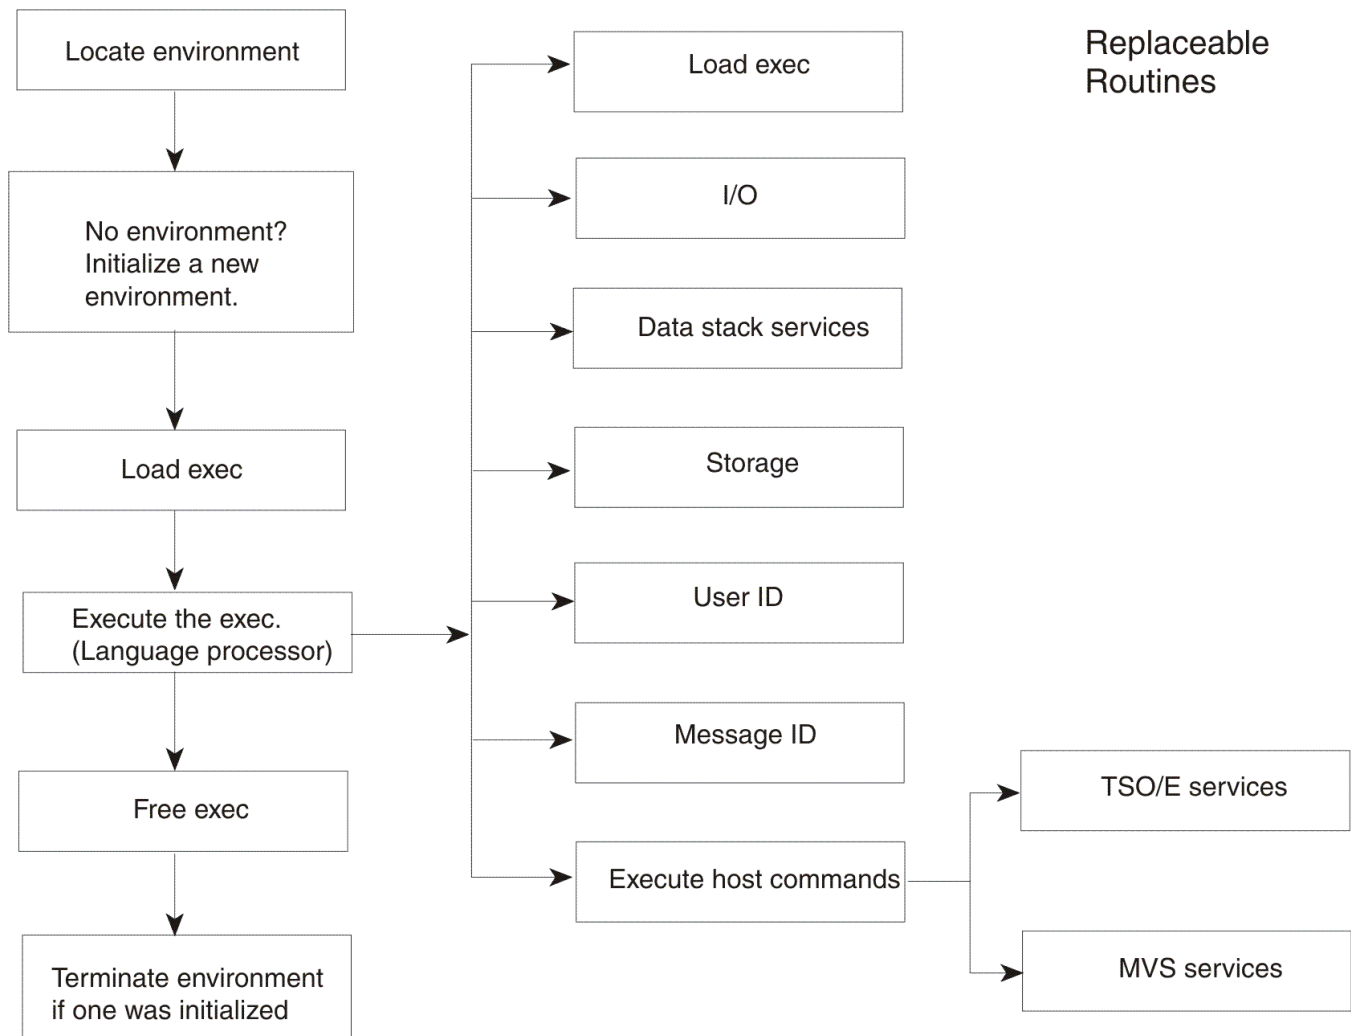 Locate environment
No environment?
Initialize a new
environment.
Load exec
Execute the exec.
(Language processor)
Free exec
Terminate environment
if one was initialized
Load exec
I/O
Data stack services
Storage
User ID
Message ID
Execute host commands
Replaceable
Routines
TSO/E services
MVS services